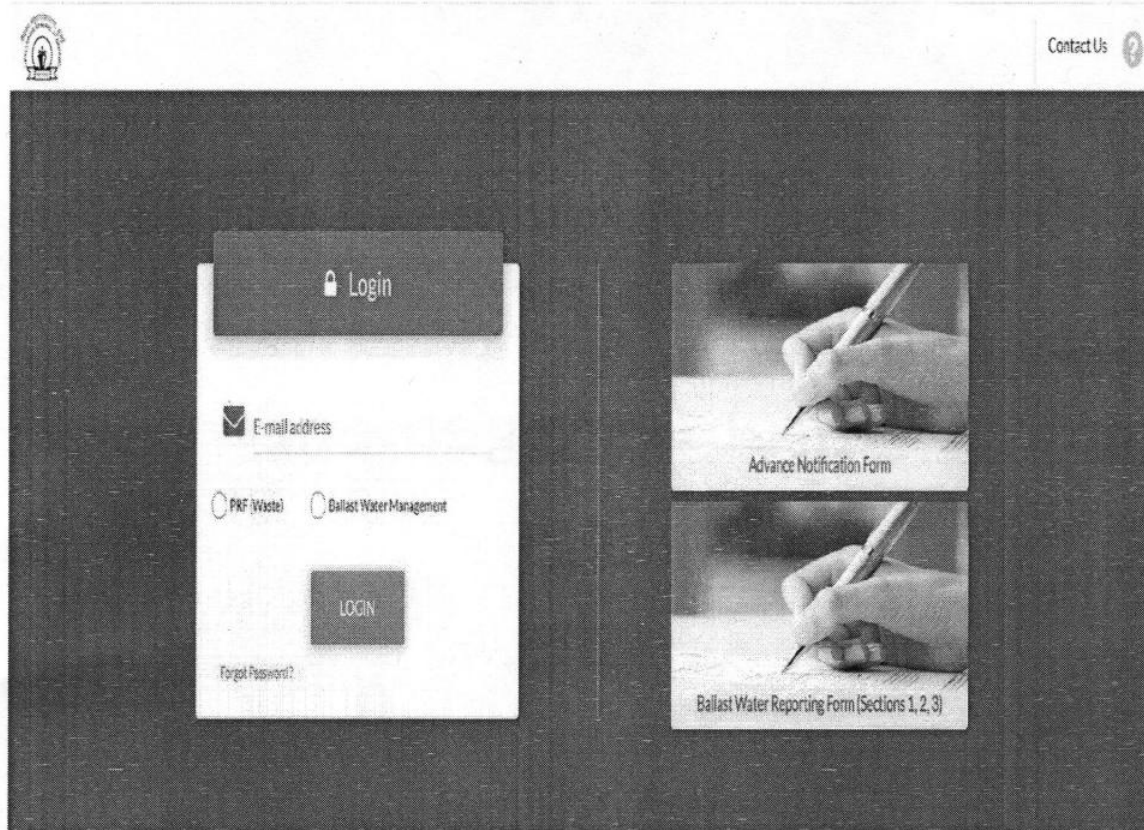 Contact Us ?
Login
E-mail address
PRF (Waste) Ballast Water Management
LOGIN
Forgot Password?
Advance Notification Form
Ballast Water Reporting Form (Sections 1, 2, 3)